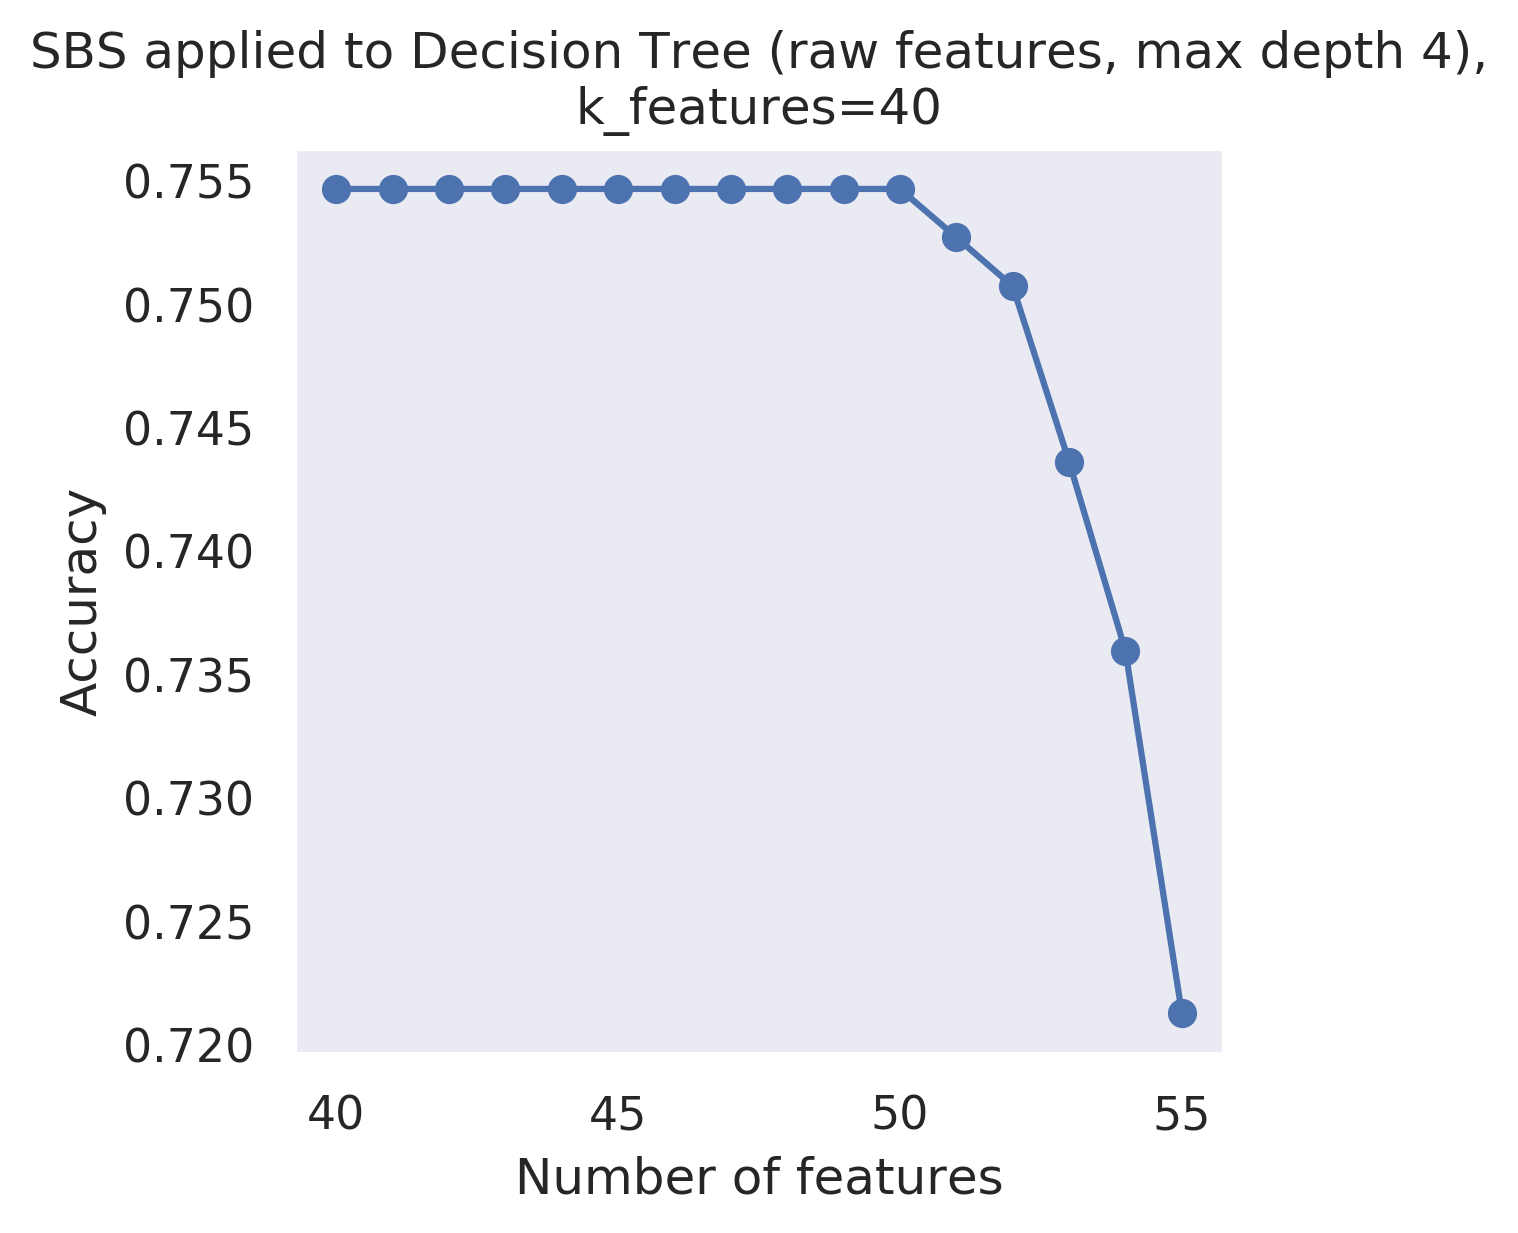 SBS applied to Decision Tree (raw features, max depth 4),
k_features=40
0.755
0.750
0.745
0.740
0.735
0.730
0.725
0.720
Accuracy
40 45 50 55
Number of features